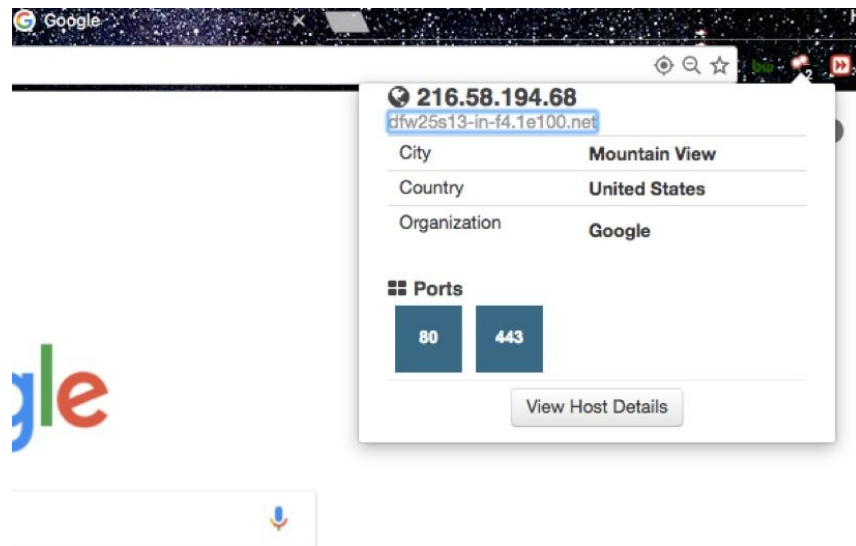 Google
216.58.194.68
dfw25s13-in-f4.1e100.net
City Mountain View
Country United States
Organization Google
Ports
80 443
gle
View Host Details